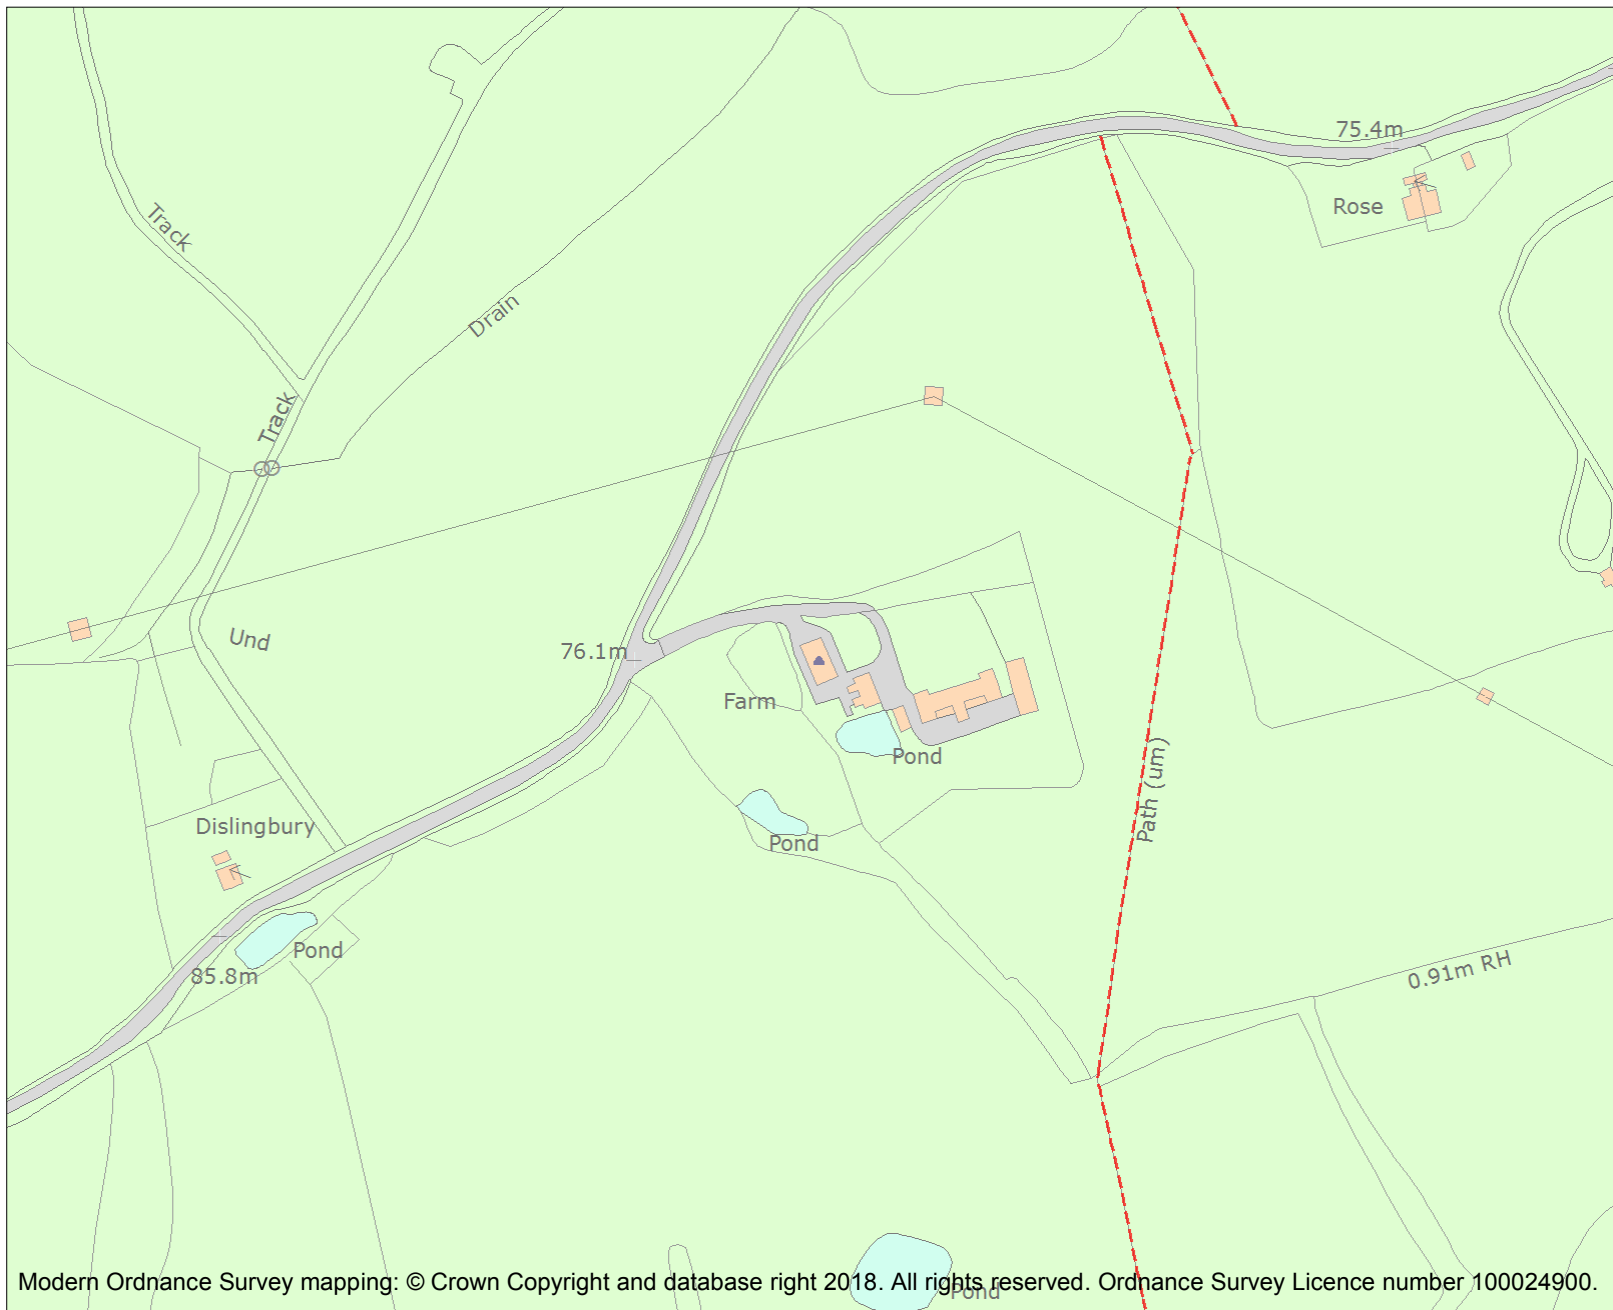 75.4m
Rose
Track
Drain
Track
Und
76.1m
Farm
Pond
Path (um)
Dislingbury
Pond
Pond
85.8m
0.91m RH
Pond
Modern Ordnance Survey mapping: © Crown Copyright and database right 2018. All rights reserved. Ordnance Survey Licence number 100024900.